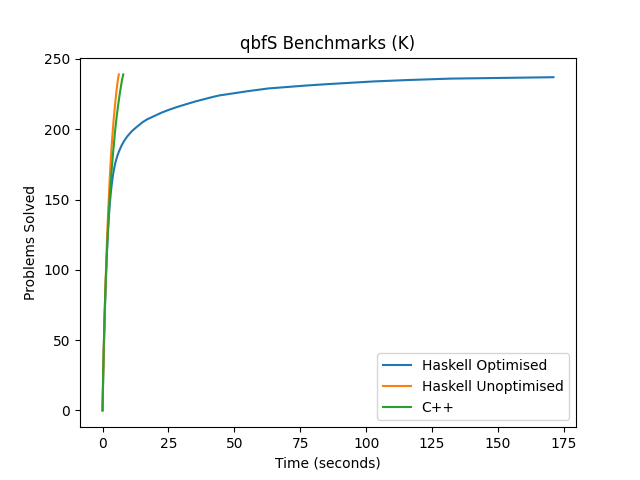 qbfS Benchmarks (K)
250
200
150
100
50
0
Problems Solved
Haskell Optimised
Haskell Unoptimised
C++
0 25 50 75 100 125 150 175
Time (seconds)